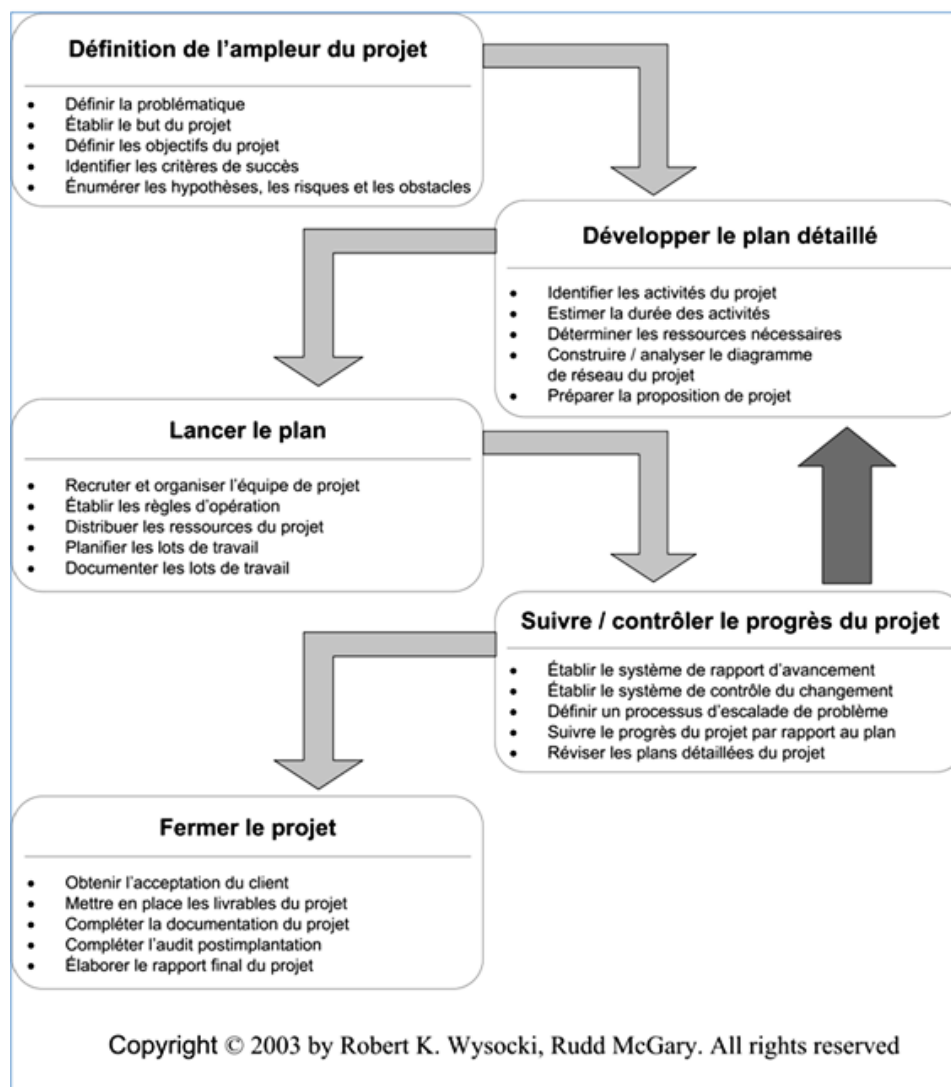 Définition de l'ampleur du projet
• Définir la problématique
• Établir le but du projet
• Définir les objectifs du projet
• Identifier les critères de succès
• Énumérer les hypothèses, les risques et les obstacles
Développer le plan détaillé
• Identifier les activités du projet
• Estimer la durée des activités
• Déterminer les ressources nécessaires
• Construire / analyser le diagramme
de réseau du projet
• Préparer la proposition de projet
Lancer le plan
• Recruter et organiser l'équipe de projet
• Établir les règles d'opération
• Distribuer les ressources du projet
• Planifier les lots de travail
• Documenter les lots de travail
Suivre / contrôler le progrès du projet
• Établir le système de rapport d'avancement
• Établir le système de contrôle du changement
• Définir un processus d'escalade de problème
• Suivre le progrès du projet par rapport au plan
• Réviser les plans détaillées du projet
Fermer le projet
• Obtenir l'acceptation du client
• Mettre en place les livrables du projet
• Compléter la documentation du projet
• Compléter l'audit postimplantation
• Élaborer le rapport final du projet
Copyright © 2003 by Robert K. Wysocki, Rudd McGary. All rights reserved